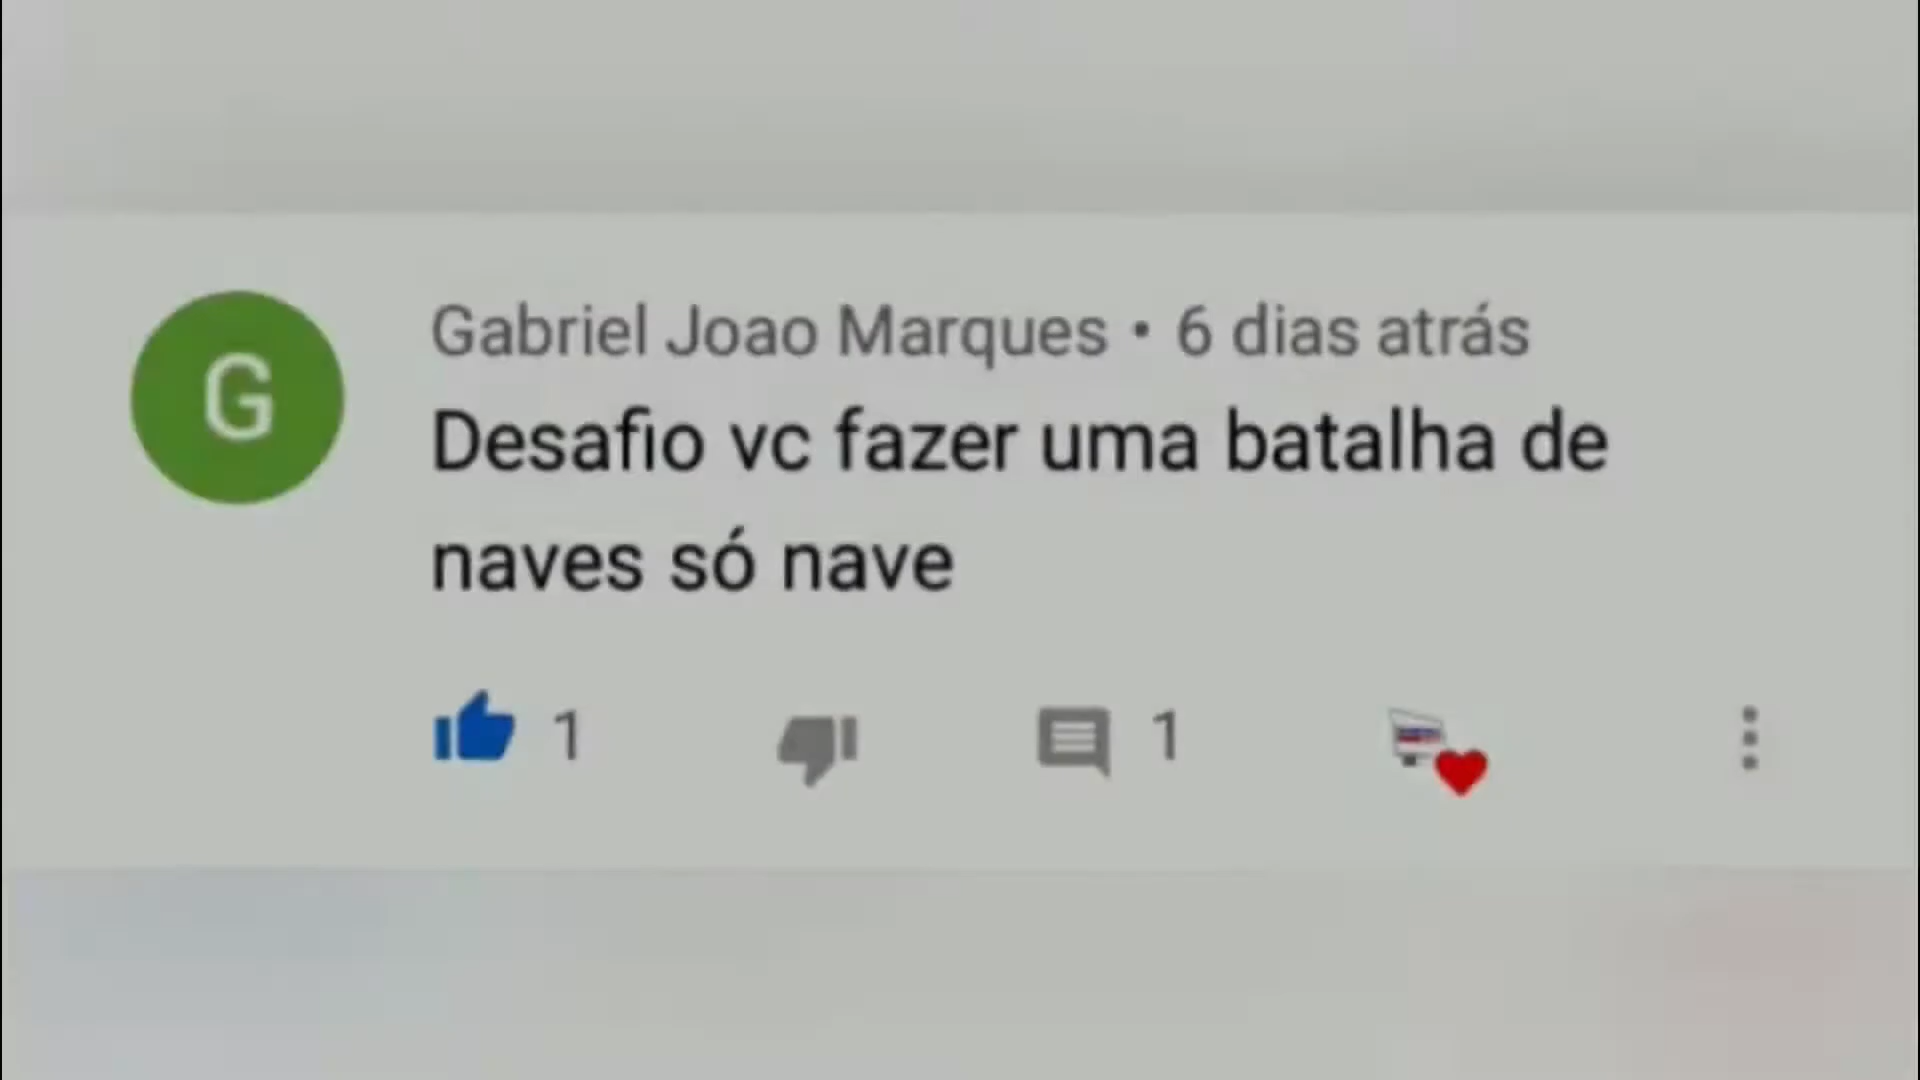 G
Gabriel Joao Marques • 6 dias atrás
Desafio vc fazer uma batalha de
naves só nave
1
1